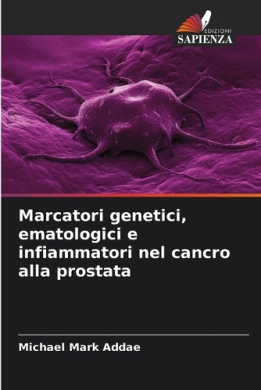 EDIZIONI
SAPIENZA
Marcatori genetici,
ematologici e
infiammatori nel cancro
alla prostata
Michael Mark Addae